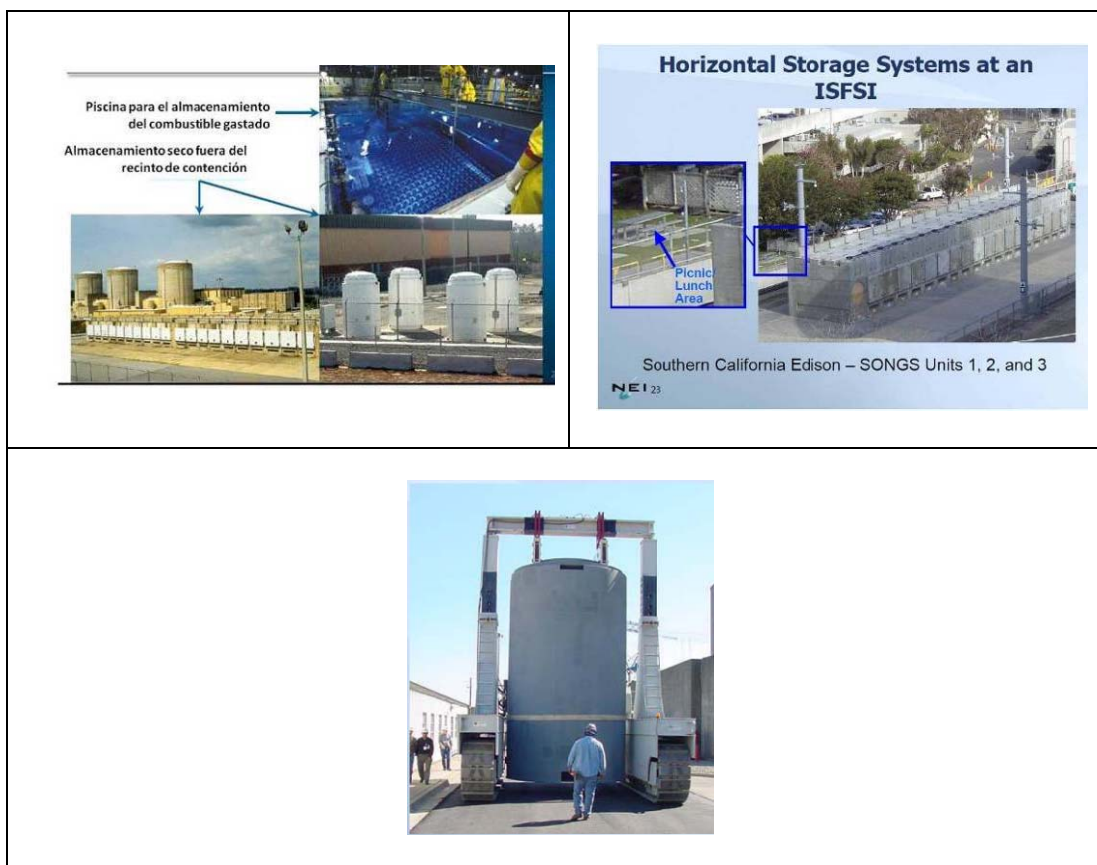 Piscina para el almacenamiento
del combustible gastado
Almacenamiento seco fuera del
recinto de contención
Horizontal Storage Systems at an
ISFSI
Picnic/
Lunch
Area
Southern California Edison – SONGS Units 1, 2, and 3
NEI 23